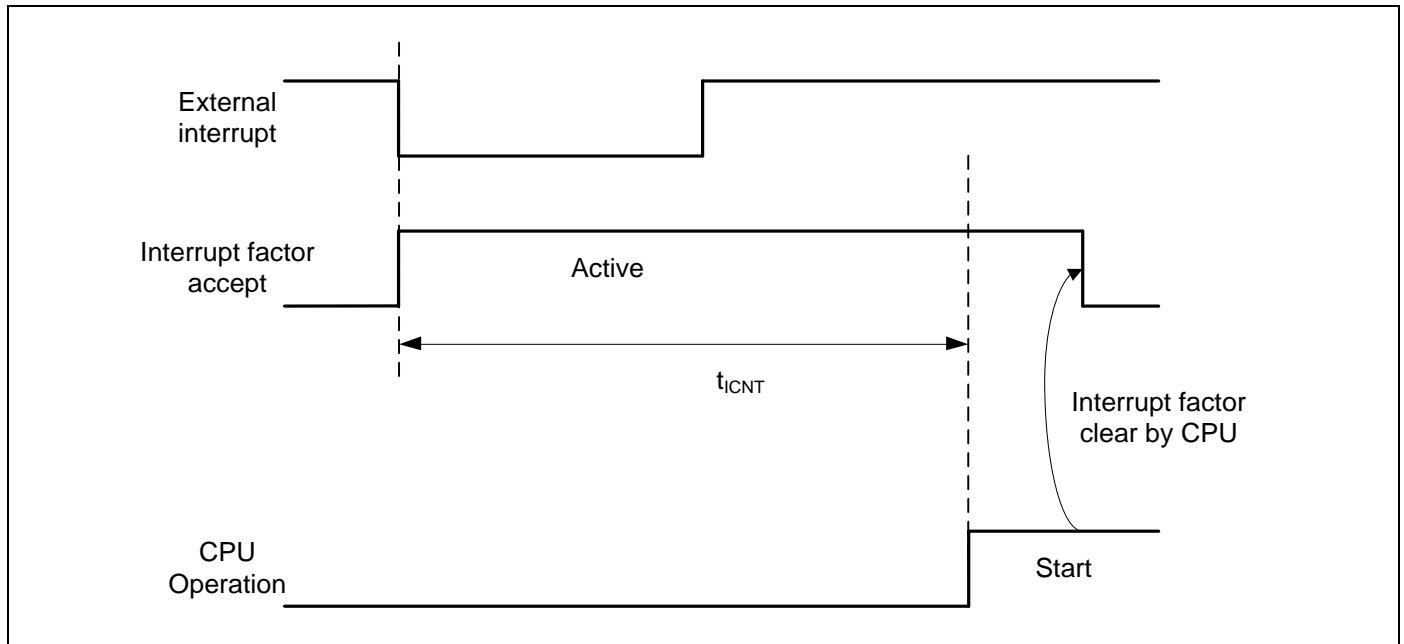 External
interrupt
Interrupt factor
accept
Active
tICNT
Interrupt factor
clear by CPU
CPU
Operation
Start